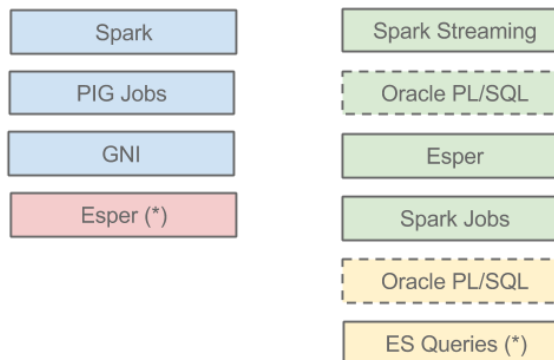 Spark
PIG Jobs
GNI
Esper (*)
Spark Streaming
Oracle PL/SQL
Esper
Spark Jobs
Oracle PL/SQL
ES Queries (*)